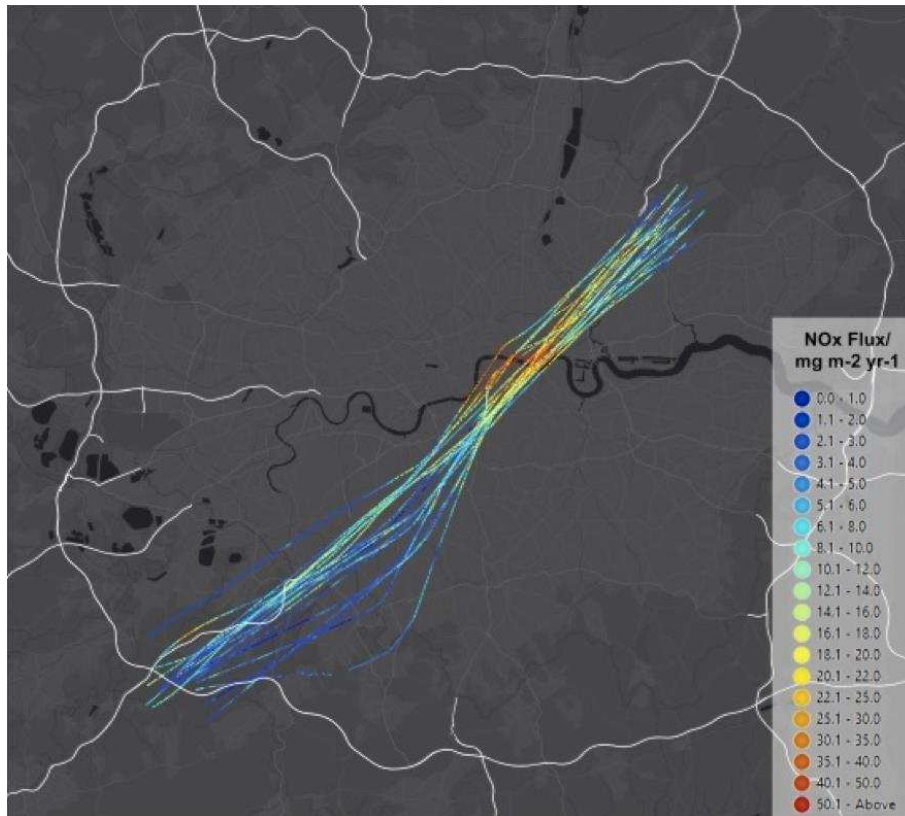 NOx Flux/
mg m-2 yr-1
0.0 - 1.0
1.1 - 2.0
2.1 - 3.0
3.1 - 4.0
4.1 - 5.0
5.1 - 6.0
6.1 - 8.0
8.1 - 10.0
10.1 - 12.0
12.1 - 14.0
14.1 - 16.0
16.1 - 18.0
18.1 - 20.0
20.1 - 22.0
22.1 - 25.0
25.1 - 30.0
30.1 - 35.0
35.1 - 40.0
40.1 - 50.0
50.1 - Above